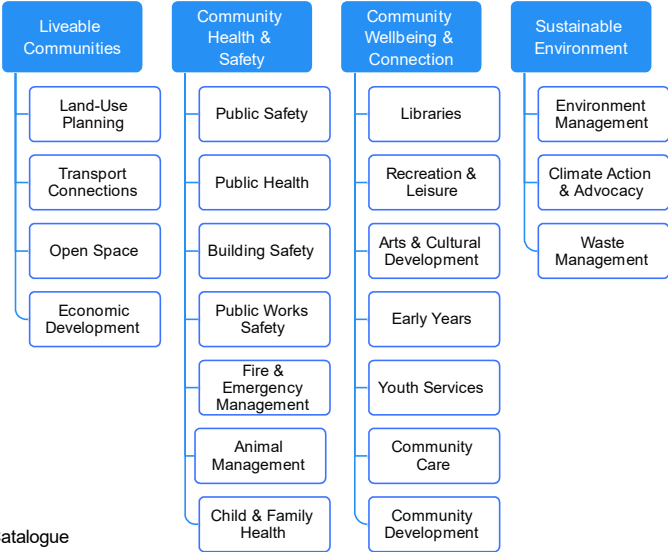 Liveable
Communities
Land-Use
Planning
Transport
Connections
Open Space
Economic
Development
Community
Health &
Safety
Public Safety
Public Health
Building Safety
Public Works
Safety
Fire &
Emergency
Management
Animal
Management
Child & Family
Health
Community
Wellbeing &
Connection
Libraries
Recreation &
Leisure
Arts & Cultural
Development
Early Years
Youth Services
Community
Care
Community
Development
Sustainable
Environment
Environment
Management
Climate Action
& Advocacy
Waste
Management